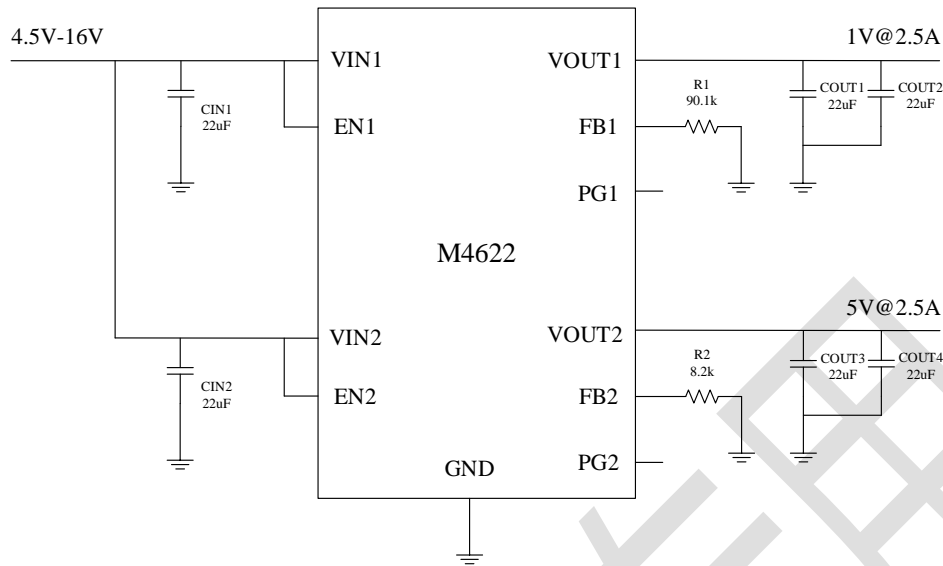 4.5V-16V
1V@2.5A
VIN1
VOUT1
CIN1
22uF
EN1
R1
90.1k
FB1
COUT1
22uF
COUT2
22uF
PG1
M4622
5V@2.5A
VIN2
VOUT2
CIN2
22uF
EN2
R2
8.2k
FB2
COUT3
22uF
COUT4
22uF
GND
PG2